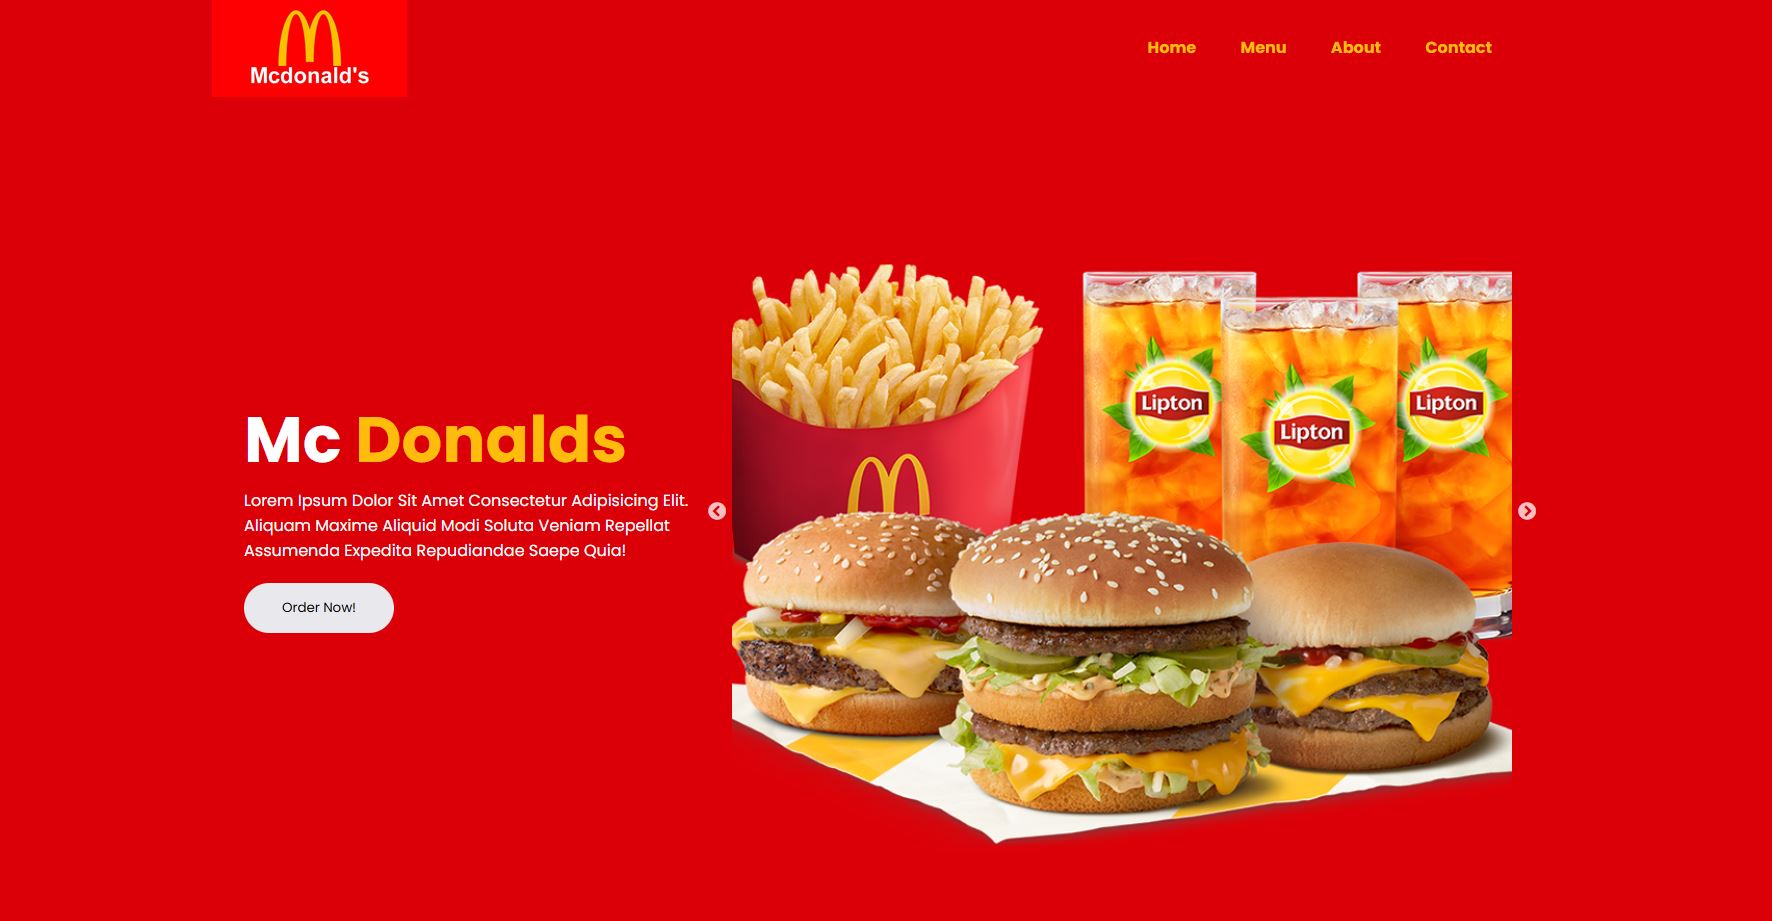 Mcdonald's
Home Menu About Contact
Mc Donalds
Lorem Ipsum Dolor Sit Amet Consectetur Adipisicing Elit.
Aliquam Maxime Aliquid Modi Soluta Veniam Repellat
Assumenda Expedita Repudiandae Saepe Quia!
Order Now!
Lipton
Lipton
Lipton